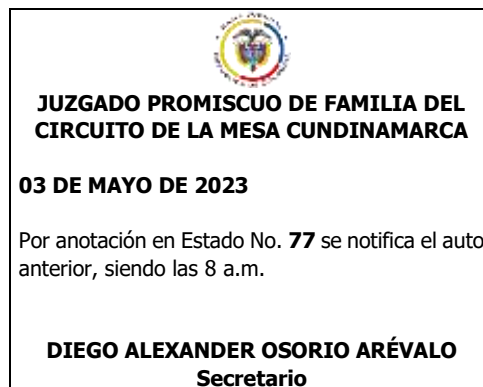 JUZGADO PROMISCUO DE FAMILIA DEL
CIRCUITO DE LA MESA CUNDINAMARCA
03 DE MAYO DE 2023
Por anotación en Estado No. 77 se notifica el auto
anterior, siendo las 8 a.m.
DIEGO ALEXANDER OSORIO ARÉVALO
Secretario